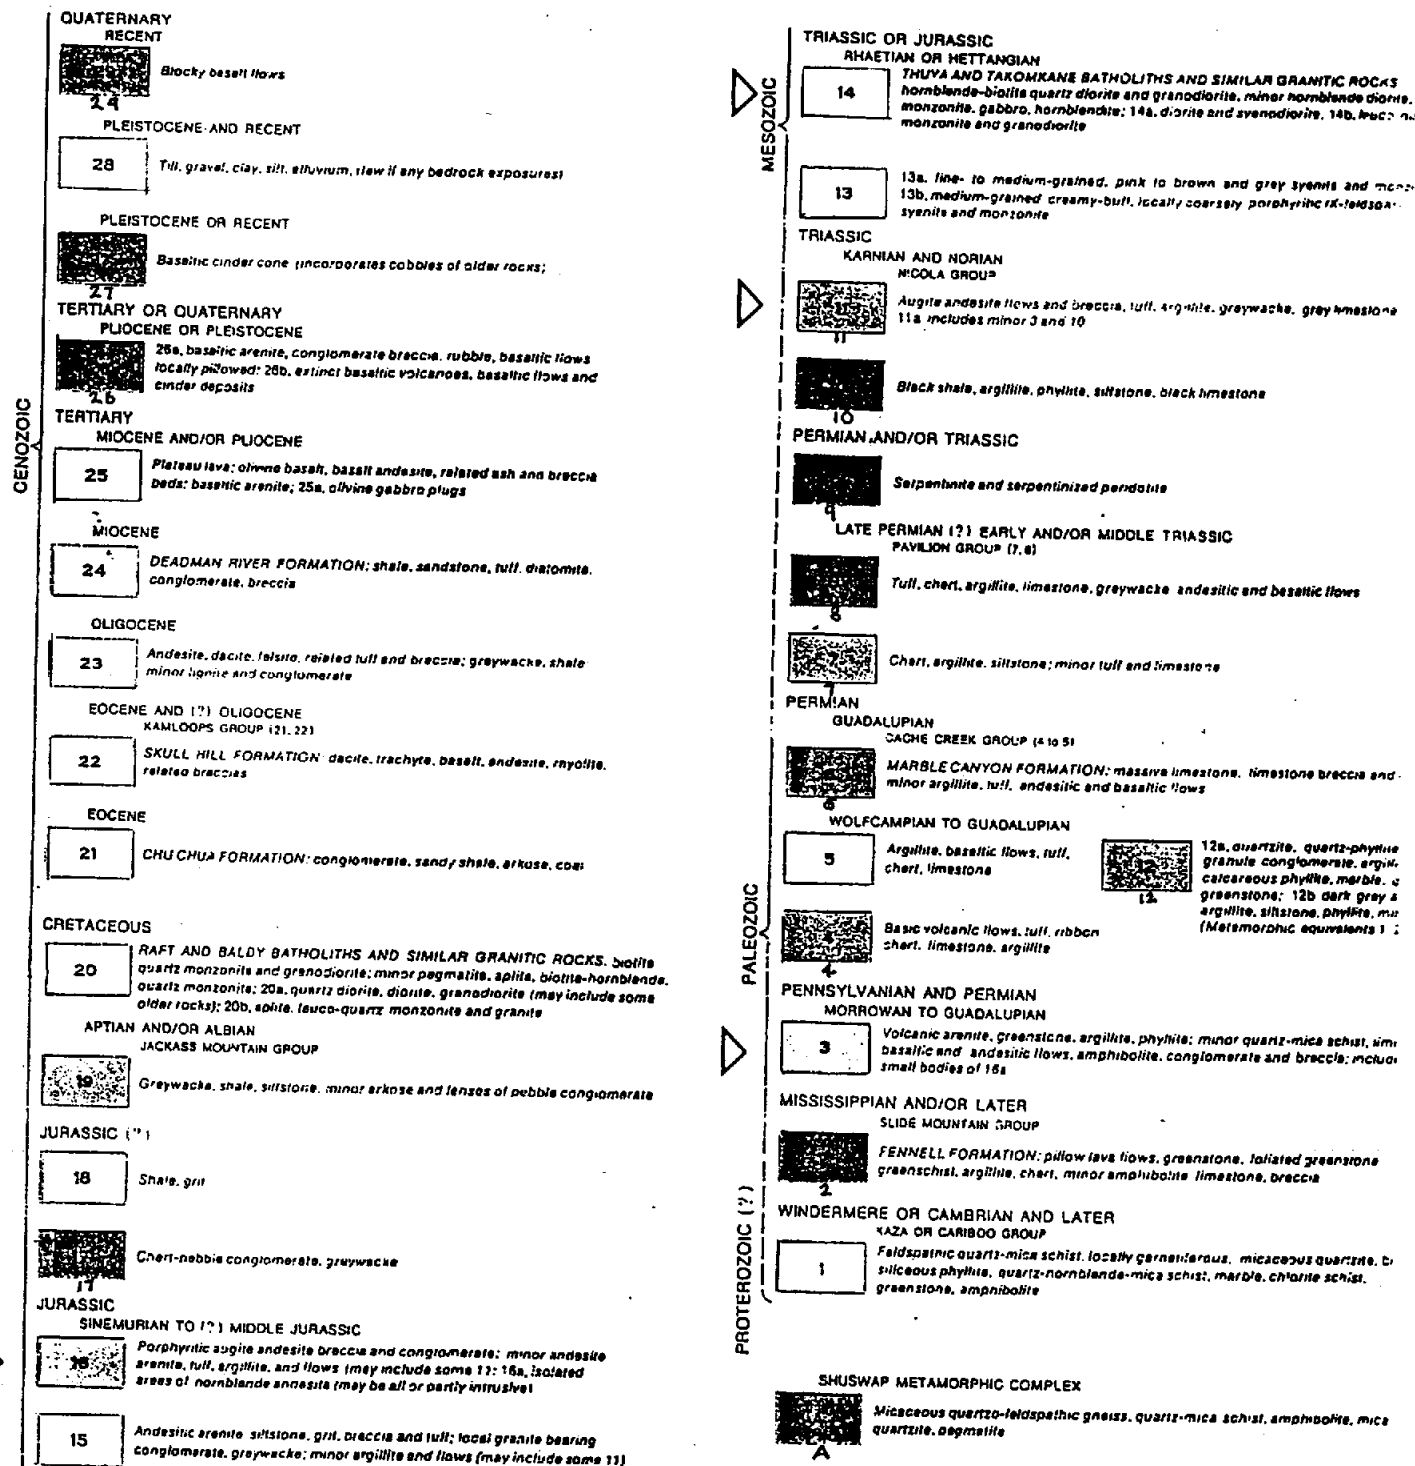 QUATERNARY
RECENT
Blocky basalt flows
29
PLEISTOCENE AND RECENT
28
Till, gravel, clay, silt, alluvium, (few if any bedrock exposures)
PLEISTOCENE OR RECENT
Basaltic cinder cone (incorporates cobbles of older rocks;
27
TERTIARY OR QUATERNARY
PLIOCENE OR PLEISTOCENE
26a, basaltic arenite, conglomerate breccia, rubble, basaltic flows
locally pillowed; 26b, extinct basaltic volcanoes, basaltic flows and
cinder deposits
26
CENOZOIC
TERTIARY
MIOCENE AND/OR PLIOCENE
25
Plateau lava; olivine basalt, basalt andesite, related ash and breccia
beds; basaltic arenite; 25a, olivine gabbro plugs
MIOCENE
24
DEADMAN RIVER FORMATION: shale, sandstone, tuff, diatomite,
conglomerate, breccia
OLIGOCENE
23
Andesite, dacite, felsite, related tuff and breccia; greywacke, shale
minor lignite and conglomerate
EOCENE AND (?) OLIGOCENE
KAMLOOPS GROUP (21, 22)
22
SKULL HILL FORMATION: dacite, trachyte, basalt, andesite, rhyolite,
related breccias
EOCENE
21
CHU CHUA FORMATION: conglomerate, sandy shale, arkose, coal
CRETACEOUS
20
RAFT AND BALDY BATHOLITHS AND SIMILAR GRANITIC ROCKS, biotite
quartz monzonite and granodiorite; minor pegmatite, aplite, biotite-hornblende,
quartz monzonite; 20a, quartz diorite, diorite, granodiorite (may include some
older rocks); 20b, aplite, leuco-quartz monzonite and granite
APTIAN AND/OR ALBIAN
JACKASS MOUNTAIN GROUP
19
Greywacke, shale, siltstone, minor arkose and lenses of pebble conglomerate
JURASSIC (?)
18
Shale, grit
Chert-pebble conglomerate, greywacke
17
JURASSIC
SINEMURIAN TO (?) MIDDLE JURASSIC
16
Porphyritic augite andesite breccia and conglomerate; minor andesite
arenite, tuff, argillite, and flows (may include some 11; 16a, isolated
areas of hornblende andesite (may be all or partly intrusive)
15
Andesitic arenite siltstone, grit, breccia and tuff; local granite bearing
conglomerate, greywacke; minor argillite and flows (may include some 11)
MESOZOIC
TRIASSIC OR JURASSIC
RHAETIAN OR HETTANGIAN
14
THUYA AND TAKOMKANE BATHOLITHS AND SIMILAR GRANITIC ROCKS
hornblende-biotite quartz diorite and granodiorite, minor hornblende diorite,
monzonite, gabbro, hornblendite; 14a, diorite and syenodiorite, 14b, leuco
monzonite and granodiorite
13
13a, fine- to medium-grained, pink to brown and grey syenite and
13b, medium-grained creamy-buff, locally coarsely porphyritic (K-feldspar
syenite and monzonite
TRIASSIC
KARNIAN AND NORIAN
NICOLA GROUP
Augite andesite flows and breccia, tuff, argillite, greywacke, grey limestone
11a includes minor 3 and 10
11
Black shale, argillite, phyllite, siltstone, black limestone
10
PERMIAN AND/OR TRIASSIC
Serpentinite and serpentinized peridotite
9
LATE PERMIAN (?) EARLY AND/OR MIDDLE TRIASSIC
PAVILION GROUP (7, 8)
Tuff, chert, argillite, limestone, greywacke andesitic and basaltic flows
8
7
Chert, argillite, siltstone; minor tuff and limestone
7
PALEOZOIC
PERMIAN
GUADALUPIAN
CACHE CREEK GROUP (4 to 5)
MARBLE CANYON FORMATION: massive limestone, limestone breccia and
minor argillite, tuff, andesitic and basaltic flows
WOLFCAMPIAN TO GUADALUPIAN
5
Argillite, basaltic flows, tuff,
chert, limestone
12
12a, quartzite, quartz-phyllite
granule conglomerate,
calcareous phyllite, marble,
greenstone; 12b dark grey
argillite, siltstone, phyllite,
(Metamorphic equivalents
12
Basic volcanic flows, tuff, ribbon
chert, limestone, argillite
4
PENNSYLVANIAN AND PERMIAN
MORROWAN TO GUADALUPIAN
3
Volcanic arenite, greenstone, argillite, phyllite; minor quartz-mica schist,
basaltic and andesitic flows, amphibolite, conglomerate and breccia;
small bodies of 16a
MISSISSIPPIAN AND/OR LATER
SLIDE MOUNTAIN GROUP
FENNELL FORMATION: pillow lava flows, greenstone, foliated greenstone
greenschist, argillite, chert, minor amphibolite limestone, breccia
2
PROTEROZOIC (?)
WINDERMERE OR CAMBRIAN AND LATER
KAZA OR CARIBOO GROUP
1
Feldspathic quartz-mica schist, locally garnetiferous, micaceous quartzite,
siliceous phyllite, quartz-hornblende-mica schist, marble, chlorite schist,
greenstone, amphibolite
SHUSWAP METAMORPHIC COMPLEX
Micaceous quartzo-feldspathic gneiss, quartz-mica schist, amphibolite, mica
quartzite, pegmatite
A